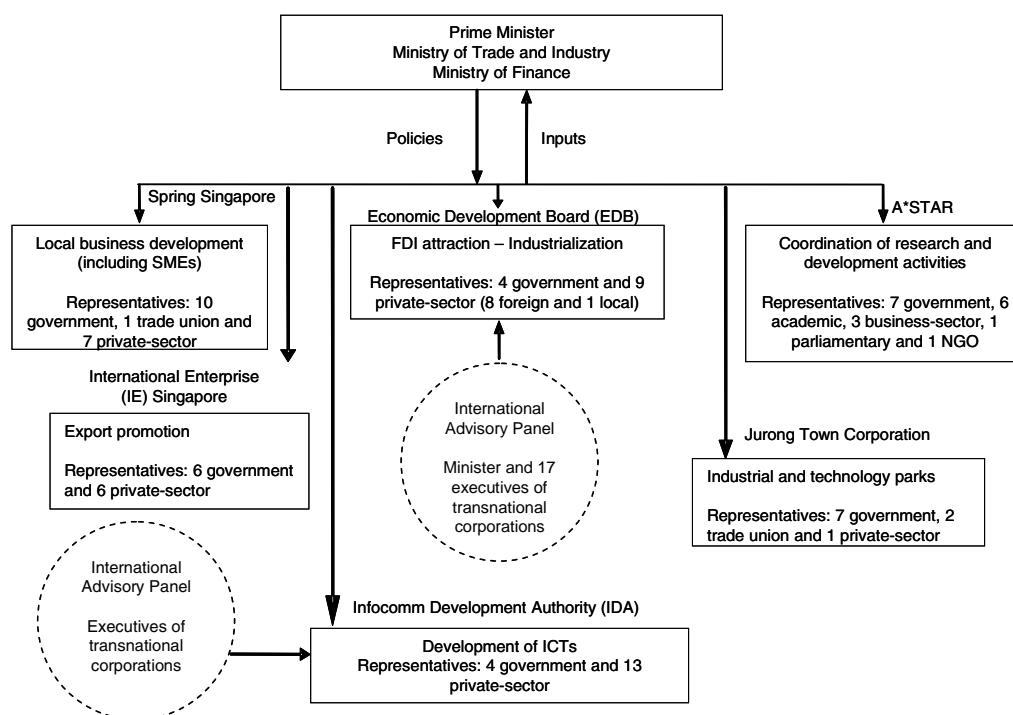 Prime Minister
Ministry of Trade and Industry
Ministry of Finance
Policies
Inputs
Spring Singapore
Local business development
(including SMEs)
Representatives: 10
government, 1 trade union and
7 private-sector
Economic Development Board (EDB)
FDI attraction – Industrialization
Representatives: 4 government and 9
private-sector (8 foreign and 1 local)
A*STAR
Coordination of research and
development activities
Representatives: 7 government, 6
academic, 3 business-sector, 1
parliamentary and 1 NGO
International Enterprise
(IE) Singapore
Export promotion
Representatives: 6 government
and 6 private-sector
International
Advisory Panel
Minister and 17
executives of
transnational
corporations
Jurong Town Corporation
Industrial and technology parks
Representatives: 7 government, 2
trade union and 1 private-sector
International
Advisory Panel
Executives of
transnational
corporations
Infocomm Development Authority (IDA)
Development of ICTs
Representatives: 4 government and 13
private-sector